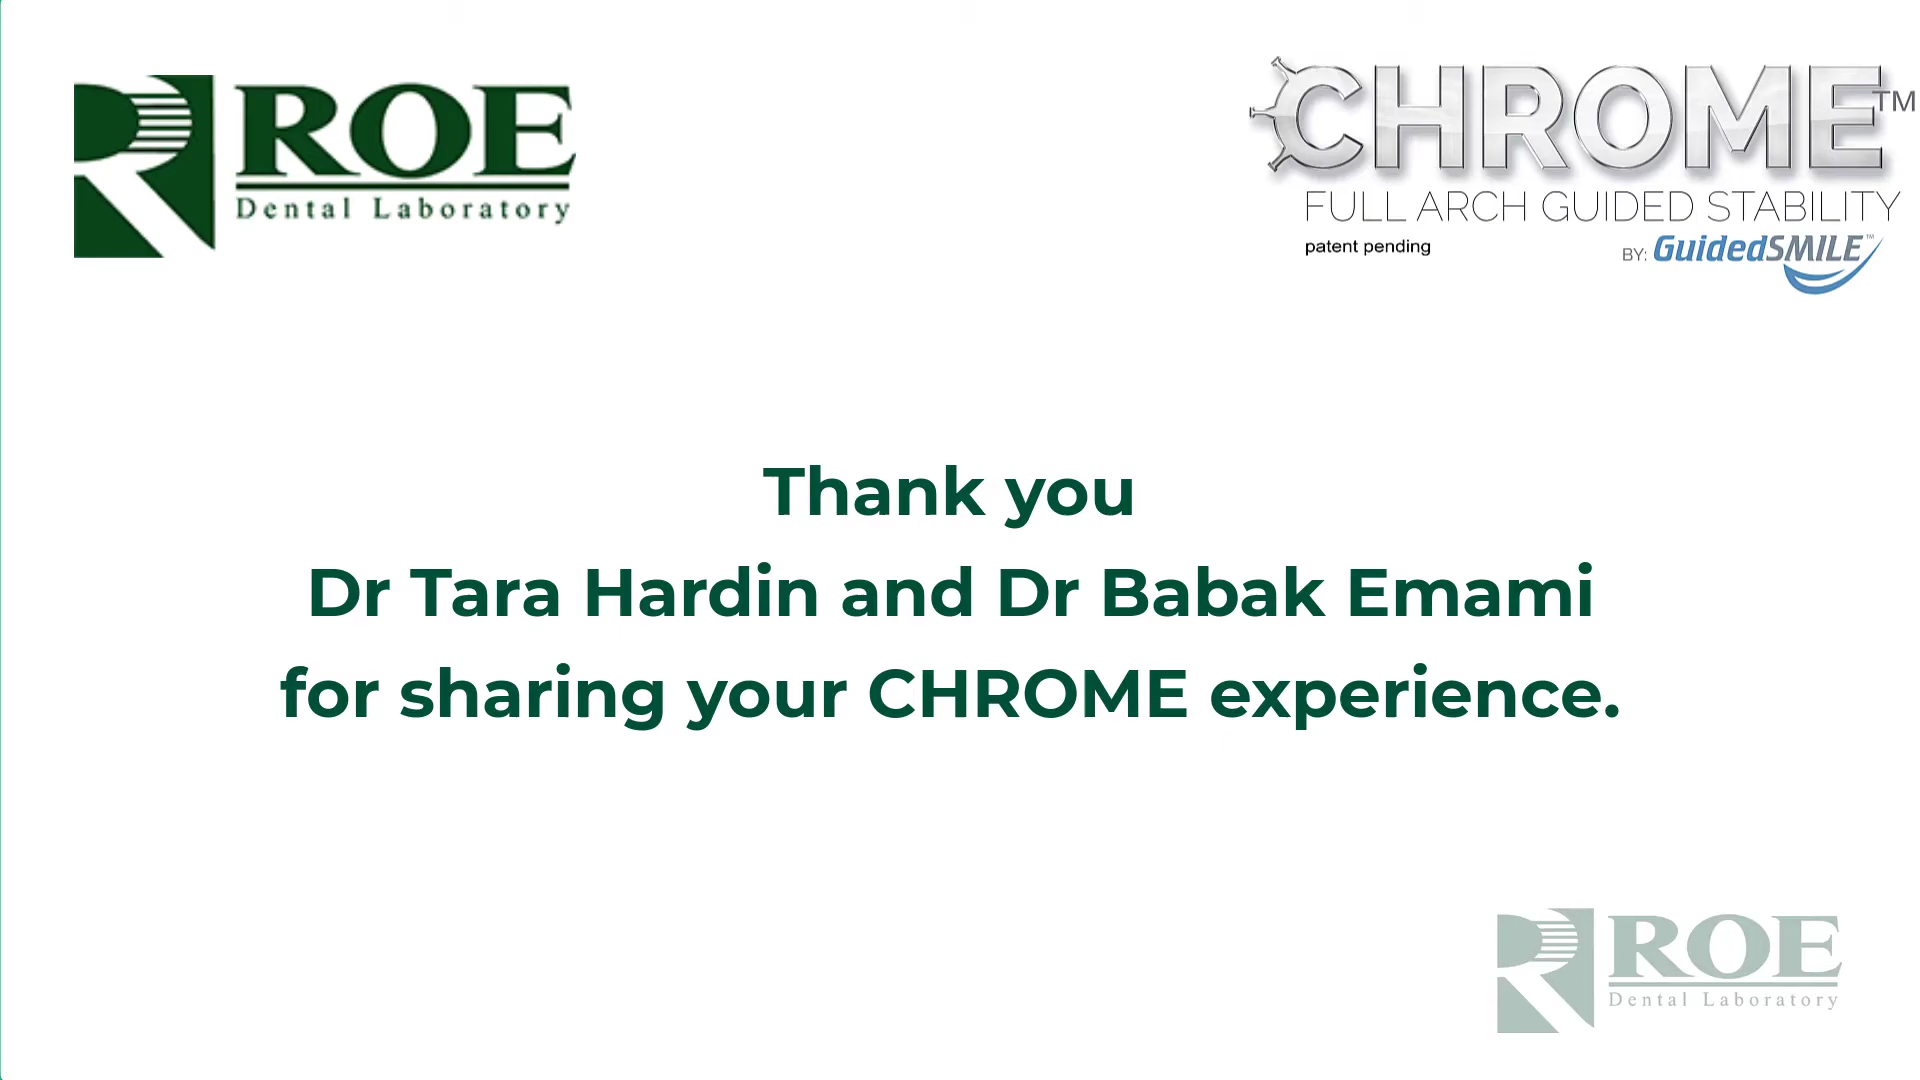 ROE
Dental Laboratory
CHROME™
FULL ARCH GUIDED STABILITY
patent pending
BY: GuidedSMILE™
Thank you
Dr Tara Hardin and Dr Babak Emami
for sharing your CHROME experience.
ROE
Dental Laboratory